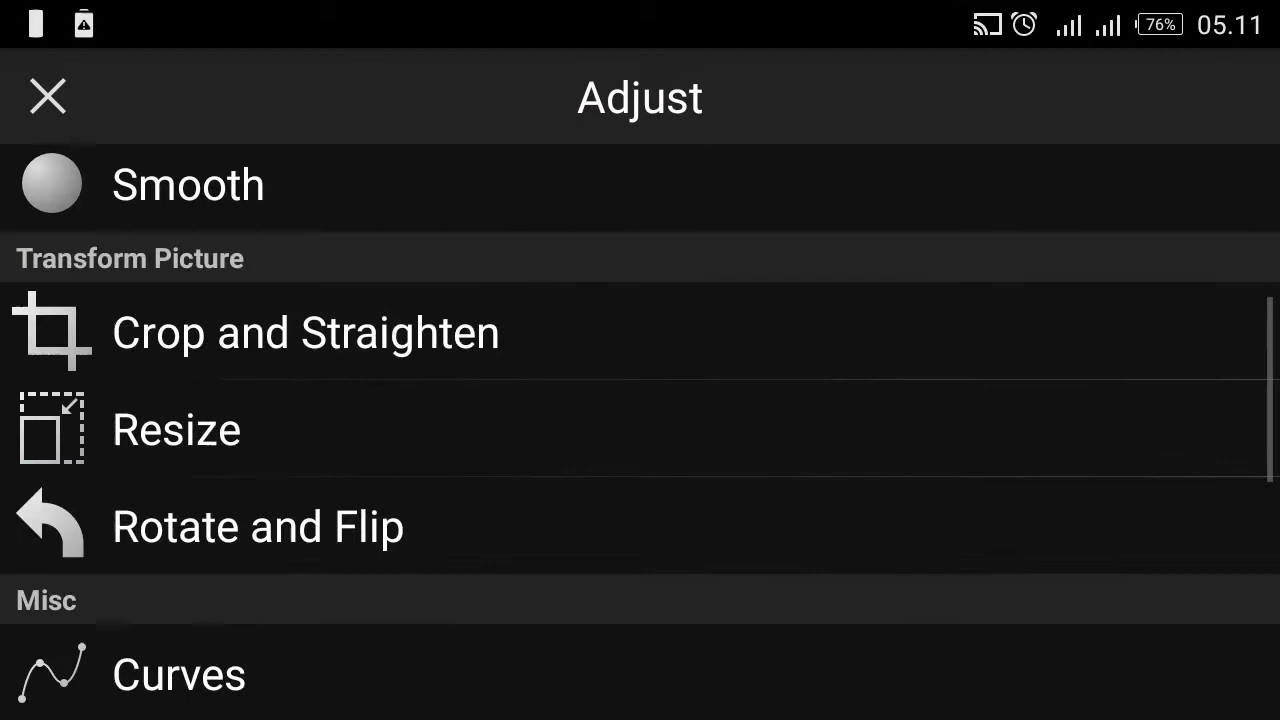 76% 05.11
Adjust
Smooth
Transform Picture
Crop and Straighten
Resize
Rotate and Flip
Misc
Curves